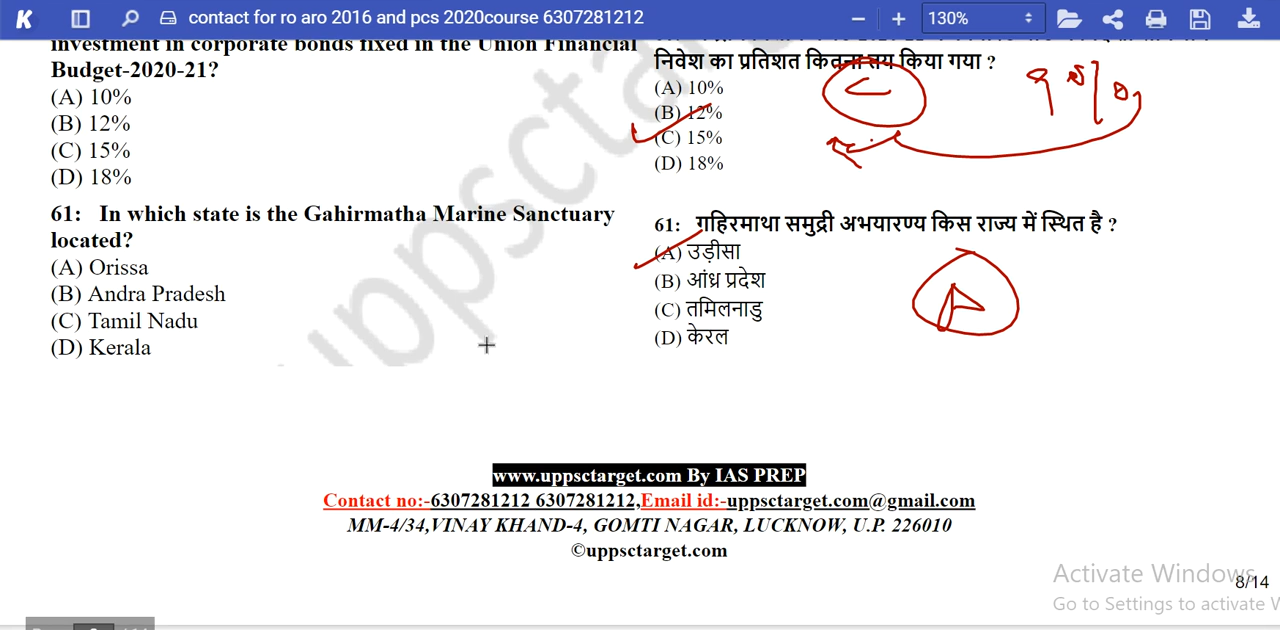 contact for ro aro 2016 and pcs 2020course 6307281212
130%
investment in corporate bonds fixed in the Union Financial
Budget-2020-21?
(A) 10%
(B) 12%
(C) 15%
(D) 18%
61: In which state is the Gahirmatha Marine Sanctuary
located?
(A) Orissa
(B) Andra Pradesh
(C) Tamil Nadu
(D) Kerala
निवेश का प्रतिशत कितना तय किया गया ?
(A) 10%
(B) 12%
(C) 15%
(D) 18%
C
61: गहिरमाथा समुद्री अभयारण्य किस राज्य में स्थित है ?
(A) उड़ीसा
(B) आंध्र प्रदेश
(C) तमिलनाडु
(D) केरल
A
uppsctarget
www.uppsctarget.com By IAS PREP
Contact no:-6307281212 6307281212,Email id:-uppsctarget.com@gmail.com
MM-4/34,VINAY KHAND-4, GOMTI NAGAR, LUCKNOW, U.P. 226010
©uppsctarget.com
Activate Windows
8/14
Go to Settings to activate